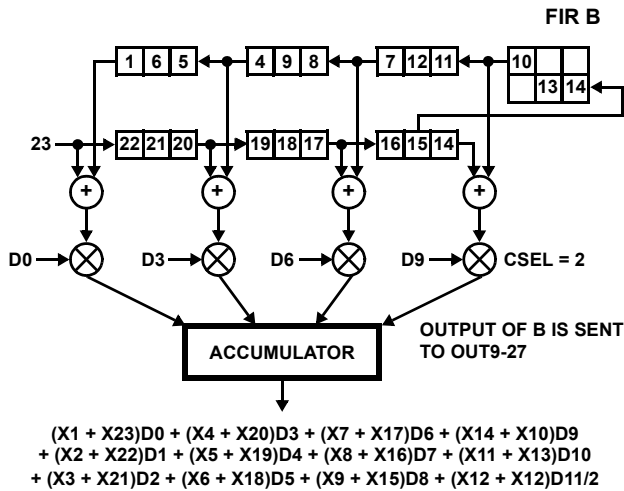 FIR B
1 6 5 4 9 8 7 12 11 10
13 14
23 22 21 20 19 18 17 16 15 14
+ + + +
D0 D3 D6 D9 CSEL = 2
OUTPUT OF B IS SENT
TO OUT9-27
ACCUMULATOR
(X1 + X23)D0 + (X4 + X20)D3 + (X7 + X17)D6 + (X14 + X10)D9
+ (X2 + X22)D1 + (X5 + X19)D4 + (X8 + X16)D7 + (X11 + X13)D10
+ (X3 + X21)D2 + (X6 + X18)D5 + (X9 + X15)D8 + (X12 + X12)D11/2